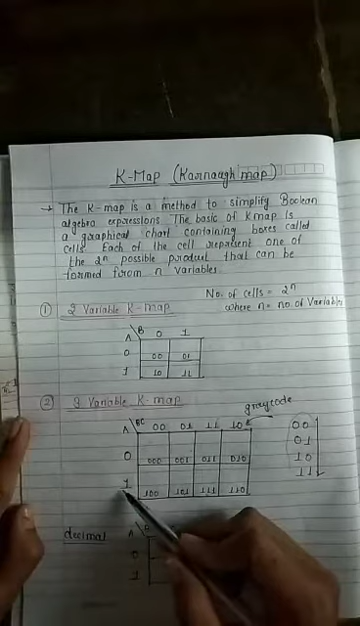 K-Map (Karnaugh map)
→ The K-map is a method to simplify Boolean
algebra expressions. The basic of Kmap is
a graphical chart containing boxes called
cells. Each of the cell represent one of
the 2ⁿ possible product that can be
formed from n variables
No. of cells = 2ⁿ
where n = no. of Variables
① 2 Variable K-map
A \ B 0 1
0 00 01
1 10 11
② 3 Variable K-map
graycode
A \ BC 00 01 11 10
0 000 001 011 010
1 100 101 111 110
00
01
10
11
decimal
A \ B
0
1